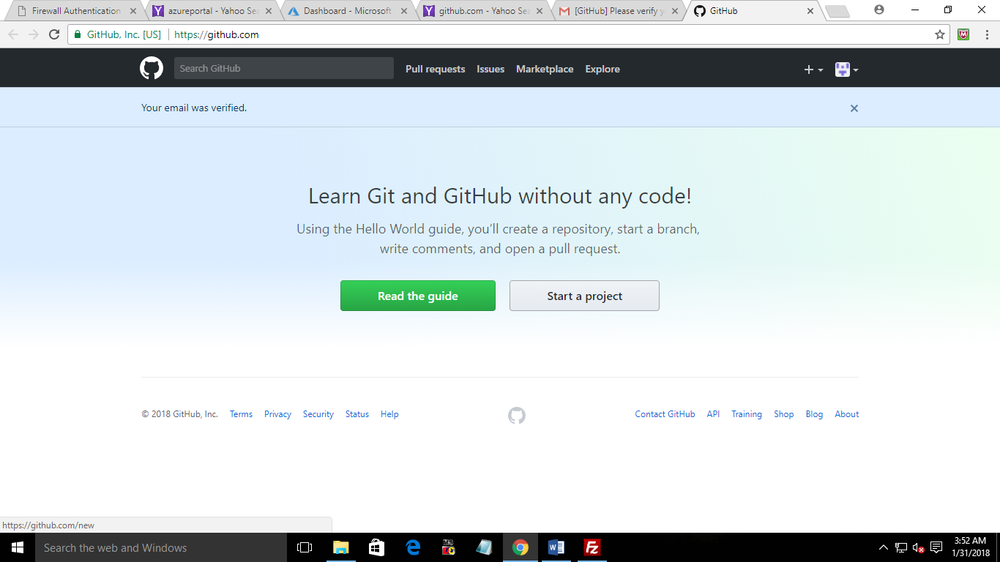 Firewall Authentication
azureportal - Yahoo Sea
Dashboard - Microsoft
github.com - Yahoo Sea
[GitHub] Please verify y
GitHub
GitHub, Inc. [US]
https://github.com
Search GitHub
Pull requests
Issues
Marketplace
Explore
Your email was verified.
Learn Git and GitHub without any code!
Using the Hello World guide, you’ll create a repository, start a branch,
write comments, and open a pull request.
Read the guide
Start a project
© 2018 GitHub, Inc.
Terms
Privacy
Security
Status
Help
Contact GitHub
API
Training
Shop
Blog
About
https://github.com/new
Search the web and Windows
3:52 AM
1/31/2018